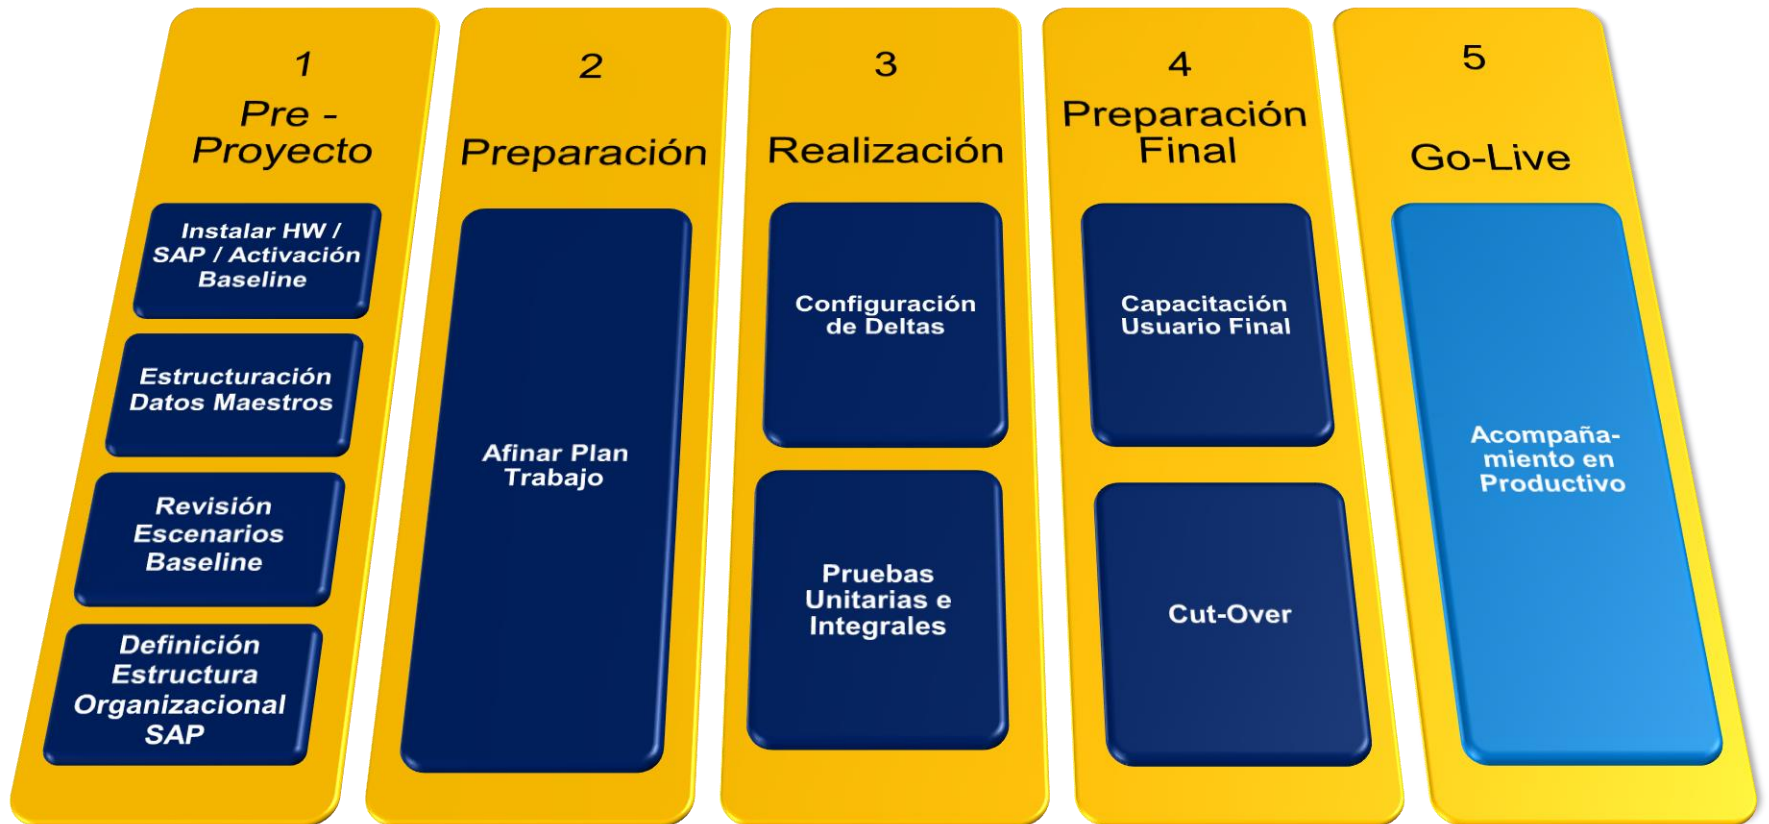 1
Pre -
Proyecto
Instalar HW /
SAP / Activación
Baseline
Estructuración
Datos Maestros
Revisión
Escenarios
Baseline
Definición
Estructura
Organizacional
SAP
2
Preparación
Afinar Plan
Trabajo
3
Realización
Configuración
de Deltas
Pruebas
Unitarias e
Integrales
4
Preparación
Final
Capacitación
Usuario Final
Cut-Over
5
Go-Live
Acompaña-
miento en
Productivo